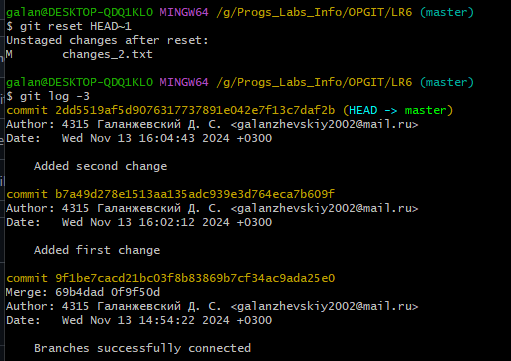 galan@DESKTOP-QDQ1KL0 MINGW64 /g/Progs_Labs_Info/OPGIT/LR6 (master)
$ git reset HEAD~1
Unstaged changes after reset:
M       changes_2.txt
galan@DESKTOP-QDQ1KL0 MINGW64 /g/Progs_Labs_Info/OPGIT/LR6 (master)
$ git log -3
commit 2dd5519af5d9076317737891e042e7f13c7daf2b (HEAD -> master)
Author: 4315 Галанжевский Д. С. <galanzhevskiy2002@mail.ru>
Date:   Wed Nov 13 16:04:43 2024 +0300
    Added second change
commit b7a49d278e1513aa135adc939e3d764eca7b609f
Author: 4315 Галанжевский Д. С. <galanzhevskiy2002@mail.ru>
Date:   Wed Nov 13 16:02:12 2024 +0300
    Added first change
commit 9f1be7cacd21bc03f8b83869b7cf34ac9ada25e0
Merge: 69b4dad 0f9f50d
Author: 4315 Галанжевский Д. С. <galanzhevskiy2002@mail.ru>
Date:   Wed Nov 13 14:54:22 2024 +0300
    Branches successfully connected